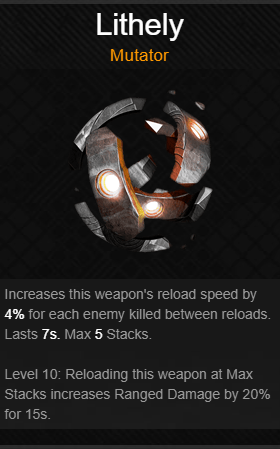 Lithely
Mutator
Increases this weapon's reload speed by
4% for each enemy killed between reloads.
Lasts 7s. Max 5 Stacks.
Level 10: Reloading this weapon at Max
Stacks increases Ranged Damage by 20%
for 15s.